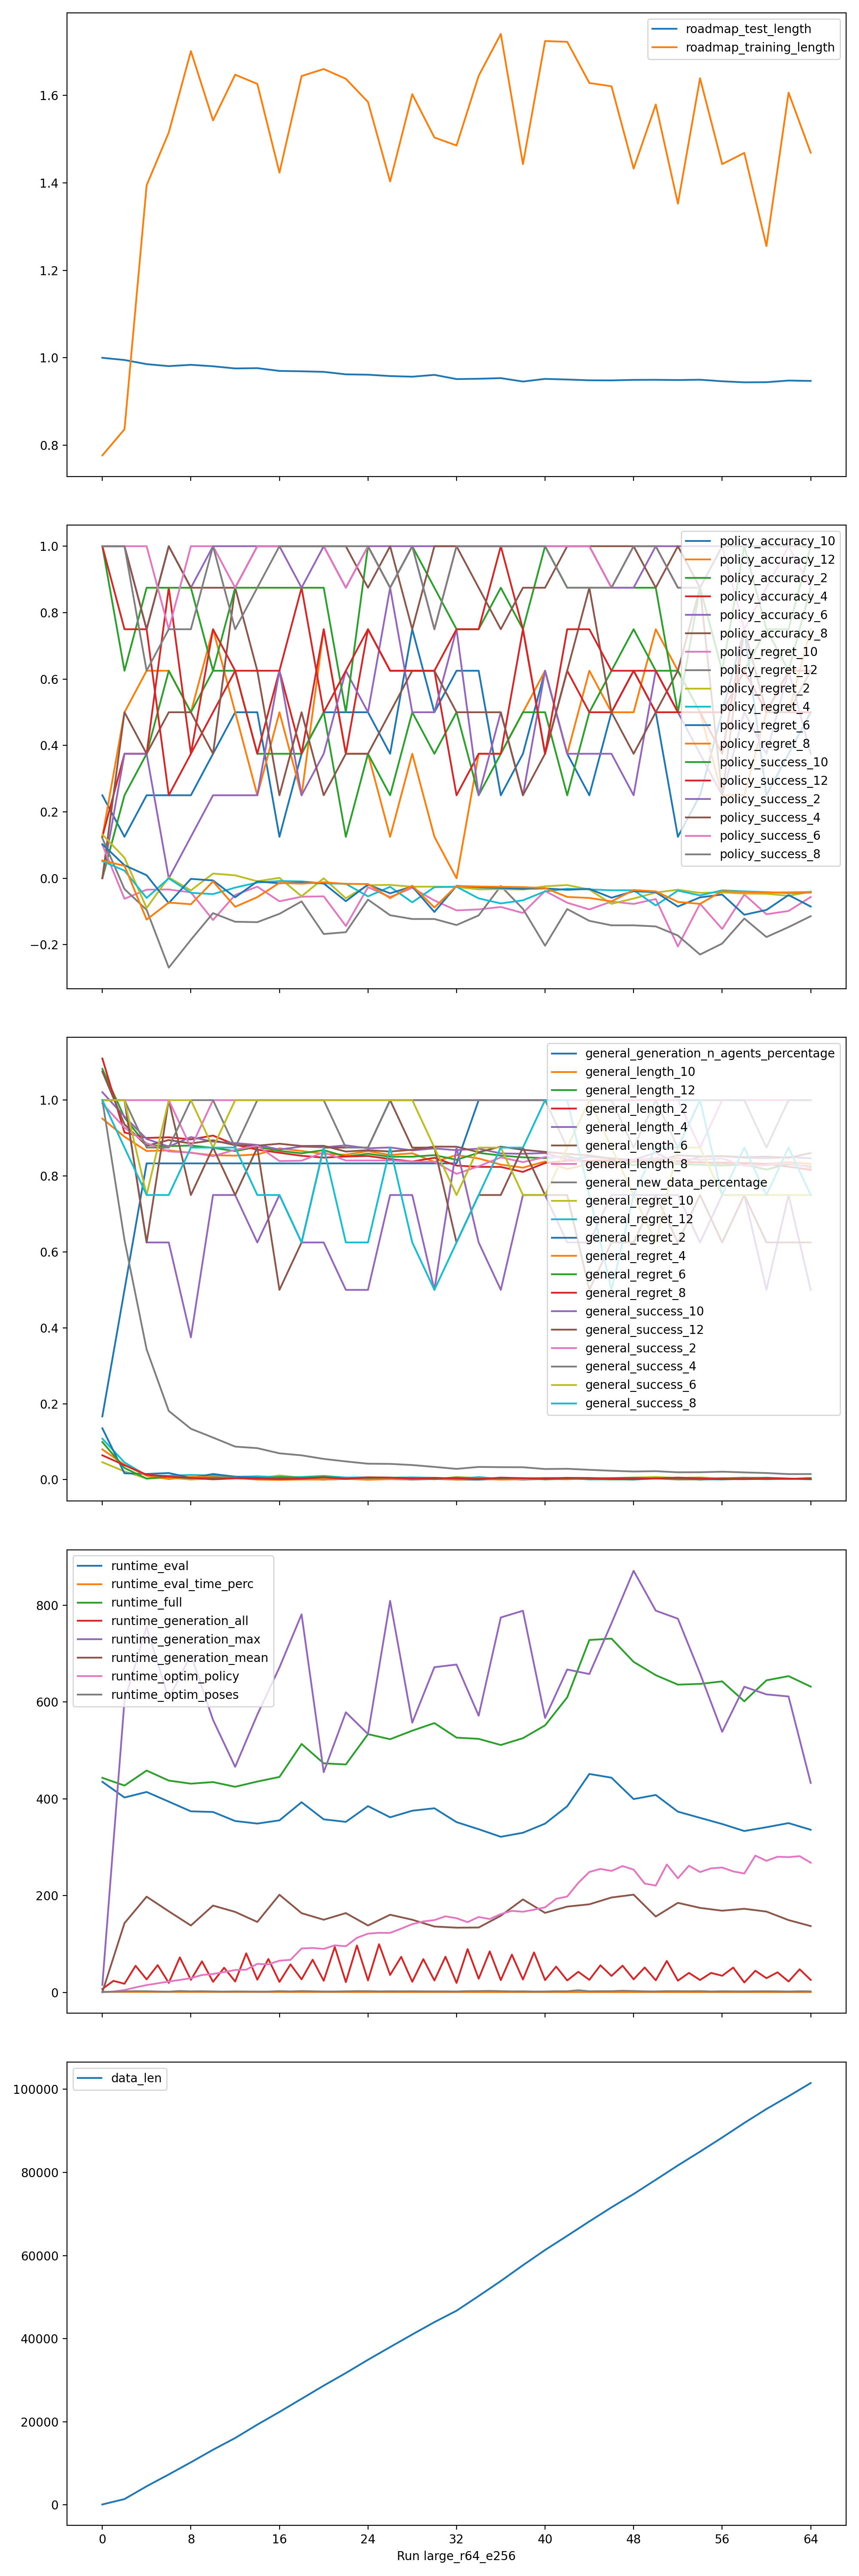 roadmap_test_length
roadmap_training_length
1.6
1.4
1.2
1.0
0.8
policy_accuracy_10
policy_accuracy_12
policy_accuracy_2
policy_accuracy_4
policy_accuracy_6
policy_accuracy_8
policy_regret_10
policy_regret_12
policy_regret_2
policy_regret_4
policy_regret_6
policy_regret_8
policy_success_10
policy_success_12
policy_success_2
policy_success_4
policy_success_6
policy_success_8
1.0
0.8
0.6
0.4
0.2
0.0
−0.2
general_generation_n_agents_percentage
general_length_10
general_length_12
general_length_2
general_length_4
general_length_6
general_length_8
general_new_data_percentage
general_regret_10
general_regret_12
general_regret_2
general_regret_4
general_regret_6
general_regret_8
general_success_10
general_success_12
general_success_2
general_success_4
general_success_6
general_success_8
1.0
0.8
0.6
0.4
0.2
0.0
runtime_eval
runtime_eval_time_perc
runtime_full
runtime_generation_all
runtime_generation_max
runtime_generation_mean
runtime_optim_policy
runtime_optim_poses
800
600
400
200
0
data_len
100000
80000
60000
40000
20000
0
0 8 16 24 32 40 48 56 64
Run large_r64_e256